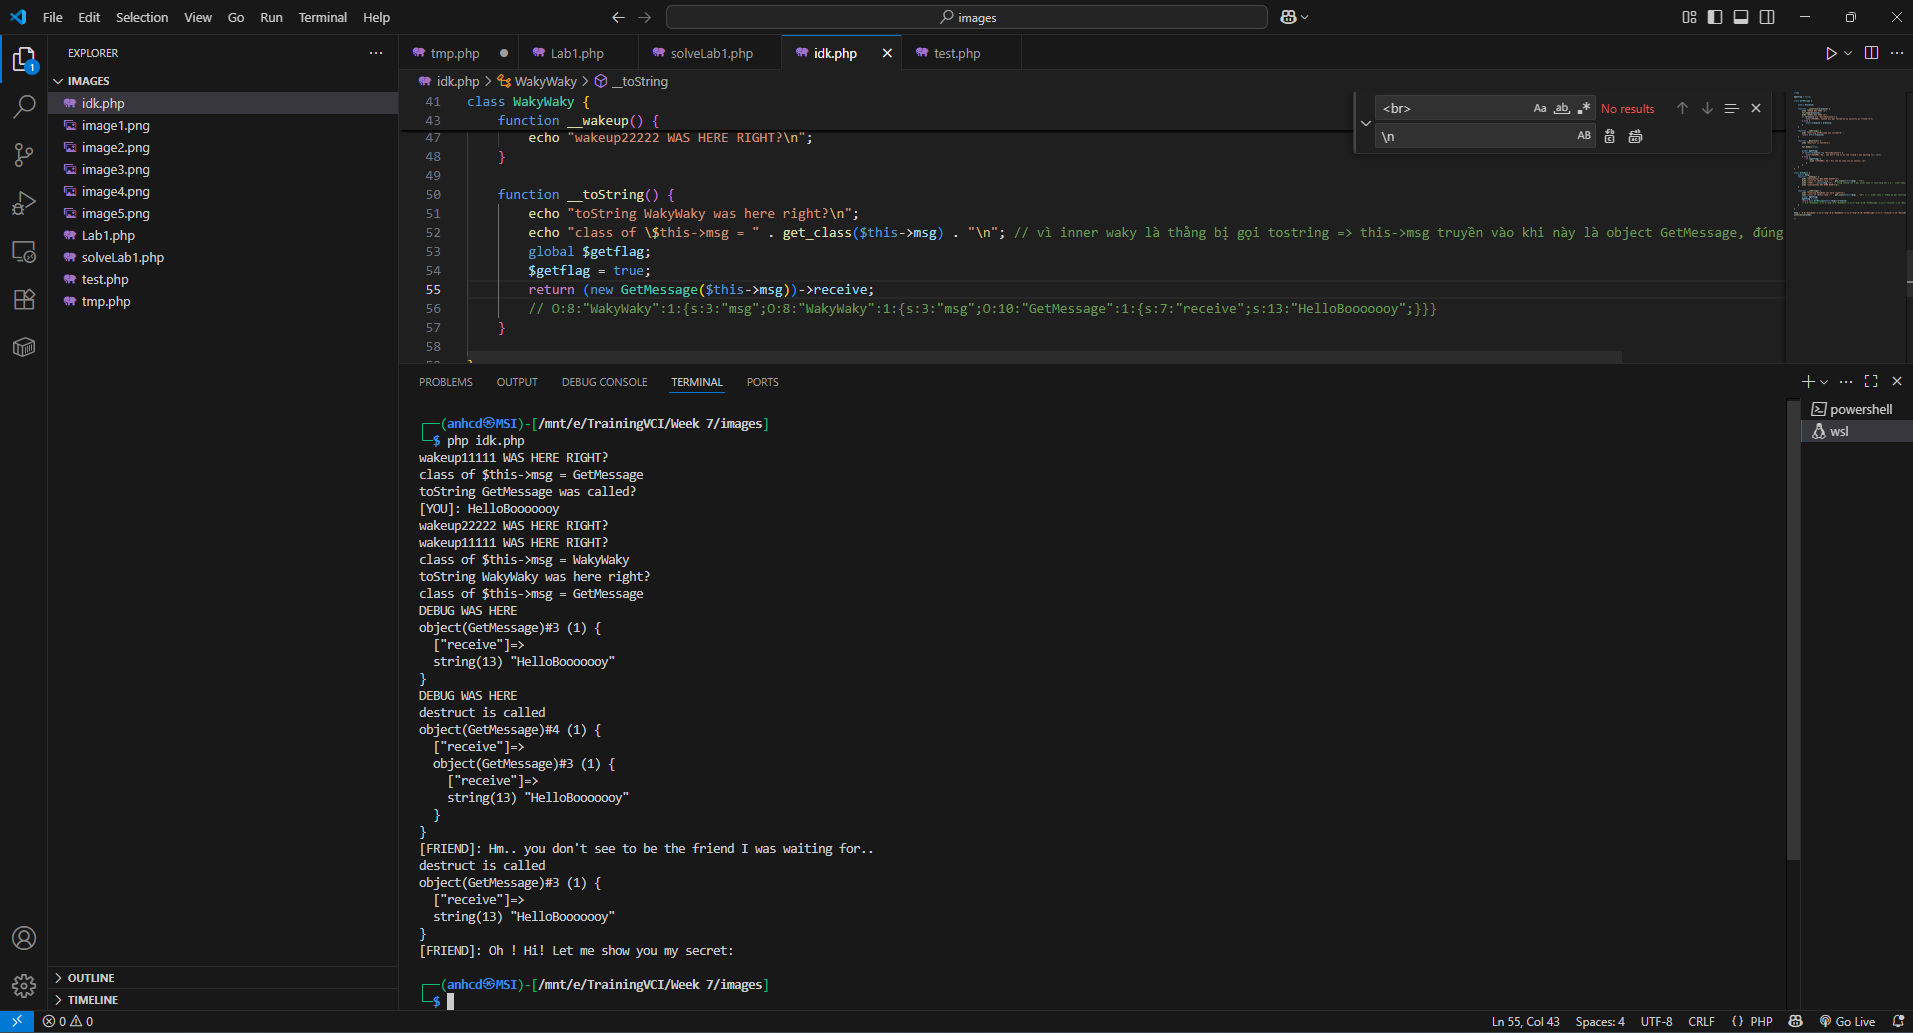 File Edit Selection View Go Run Terminal Help
images
EXPLORER
IMAGES
idk.php
image1.png
image2.png
image3.png
image4.png
image5.png
Lab1.php
solveLab1.php
test.php
tmp.php
OUTLINE
TIMELINE
1
tmp.php Lab1.php solveLab1.php idk.php test.php
idk.php > WakyWaky > __toString
<br> Aa ab No results
\n AB
41 class WakyWaky {
43 function __wakeup() {
47 echo "wakeup22222 WAS HERE RIGHT?\n";
48 }
49
50 function __toString() {
51 echo "toString WakyWaky was here right?\n";
52 echo "class of \$this->msg = " . get_class($this->msg) . "\n"; // vì inner waky là thằng bị gọi tostring => this->msg truyền vào khi này là object GetMessage, đúng
53 global $getflag;
54 $getflag = true;
55 return (new GetMessage($this->msg))->receive;
56 // O:8:"WakyWaky":1:{s:3:"msg";O:8:"WakyWaky":1:{s:3:"msg";O:10:"GetMessage":1:{s:7:"receive";s:13:"HelloBooooooy";}}}
57 }
58
PROBLEMS OUTPUT DEBUG CONSOLE TERMINAL PORTS
powershell
wsl
┌──(anhcd㉿MSI)-[/mnt/e/TrainingVCI/Week 7/images]
└─$ php idk.php
wakeup11111 WAS HERE RIGHT?
class of $this->msg = GetMessage
toString GetMessage was called?
[YOU]: HelloBooooooy
wakeup22222 WAS HERE RIGHT?
wakeup11111 WAS HERE RIGHT?
class of $this->msg = WakyWaky
toString WakyWaky was here right?
class of $this->msg = GetMessage
DEBUG WAS HERE
object(GetMessage)#3 (1) {
["receive"]=>
string(13) "HelloBooooooy"
}
DEBUG WAS HERE
destruct is called
object(GetMessage)#4 (1) {
["receive"]=>
object(GetMessage)#3 (1) {
["receive"]=>
string(13) "HelloBooooooy"
}
}
[FRIEND]: Hm.. you don't see to be the friend I was waiting for..
destruct is called
object(GetMessage)#3 (1) {
["receive"]=>
string(13) "HelloBooooooy"
}
[FRIEND]: Oh ! Hi! Let me show you my secret:
┌──(anhcd㉿MSI)-[/mnt/e/TrainingVCI/Week 7/images]
└─$
0 0
Ln 55, Col 43 Spaces: 4 UTF-8 CRLF {} PHP Go Live